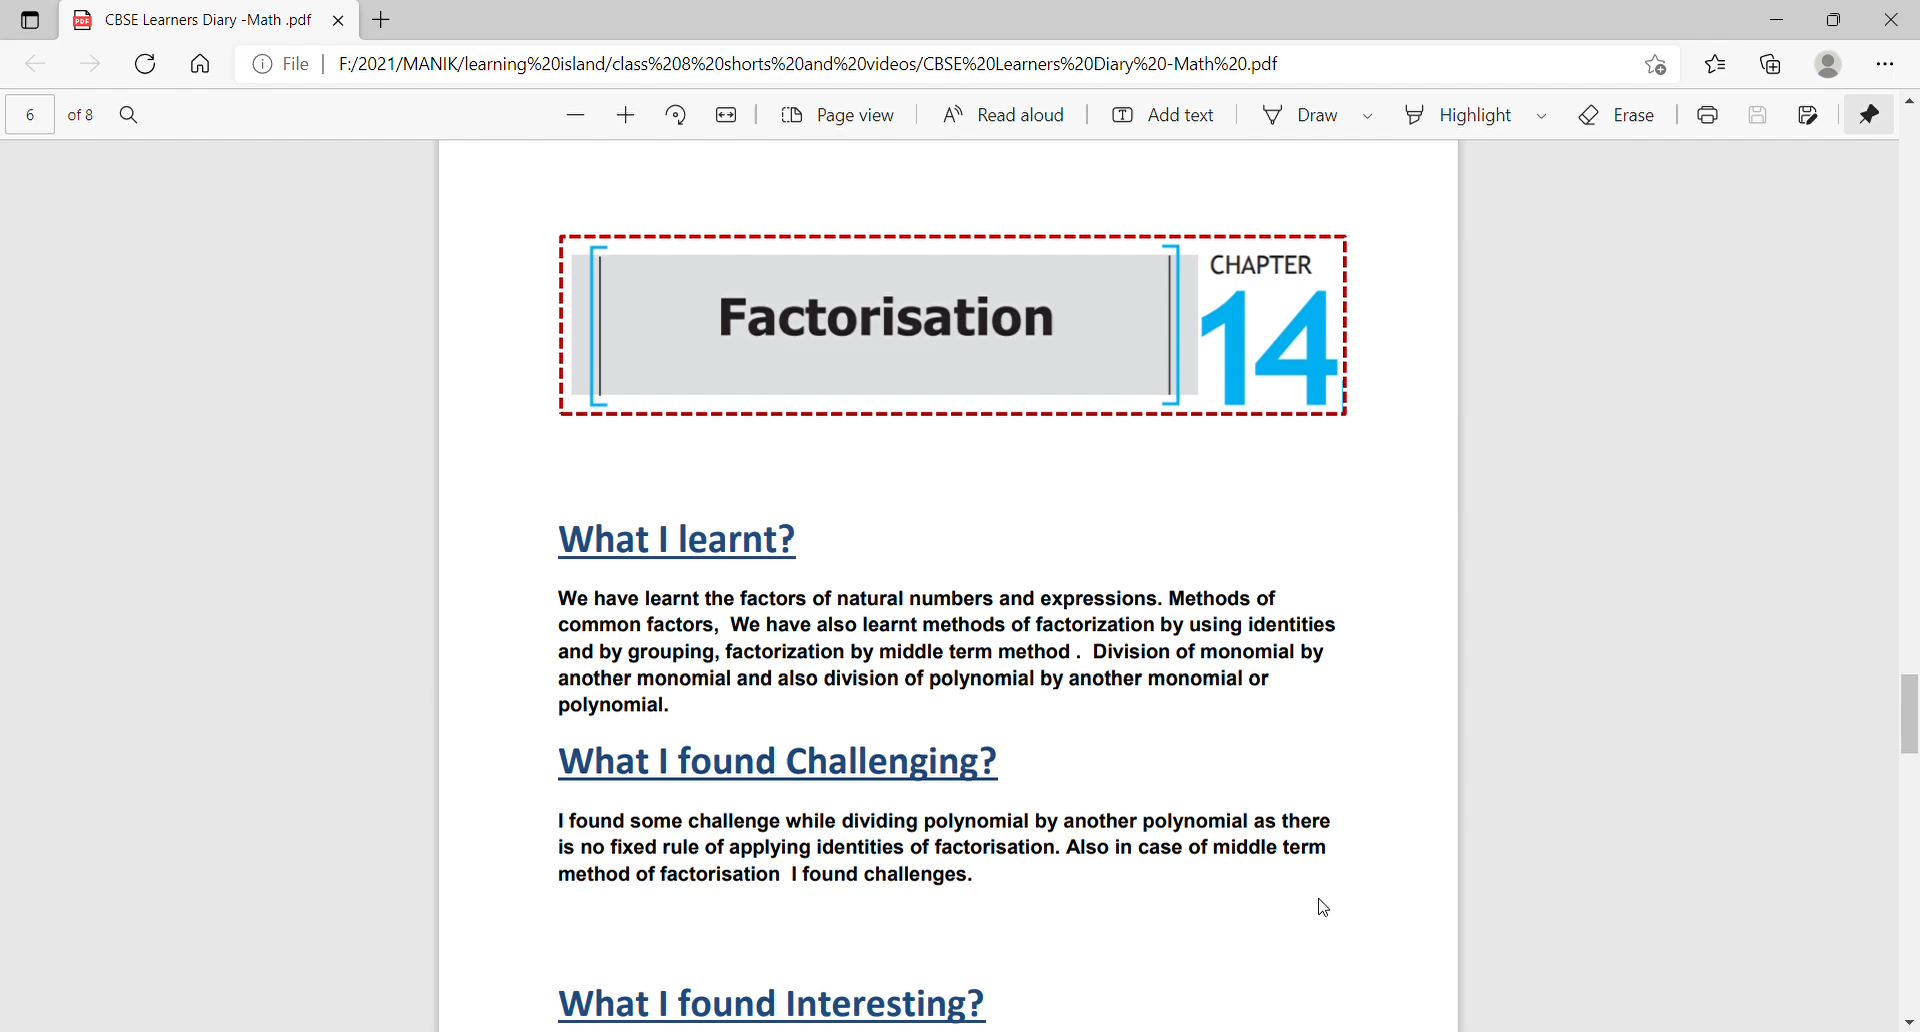 CBSE Learners Diary -Math .pdf
File
F:/2021/MANIK/learning%20island/class%208%20shorts%20and%20videos/CBSE%20Learners%20Diary%20-Math%20.pdf
6 of 8 Page view Read aloud Add text Draw Highlight Erase
CHAPTER
Factorisation
14
What I learnt?
We have learnt the factors of natural numbers and expressions. Methods of
common factors,  We have also learnt methods of factorization by using identities
and by grouping, factorization by middle term method .  Division of monomial by
another monomial and also division of polynomial by another monomial or
polynomial.
What I found Challenging?
I found some challenge while dividing polynomial by another polynomial as there
is no fixed rule of applying identities of factorisation. Also in case of middle term
method of factorisation  I found challenges.
What I found Interesting?